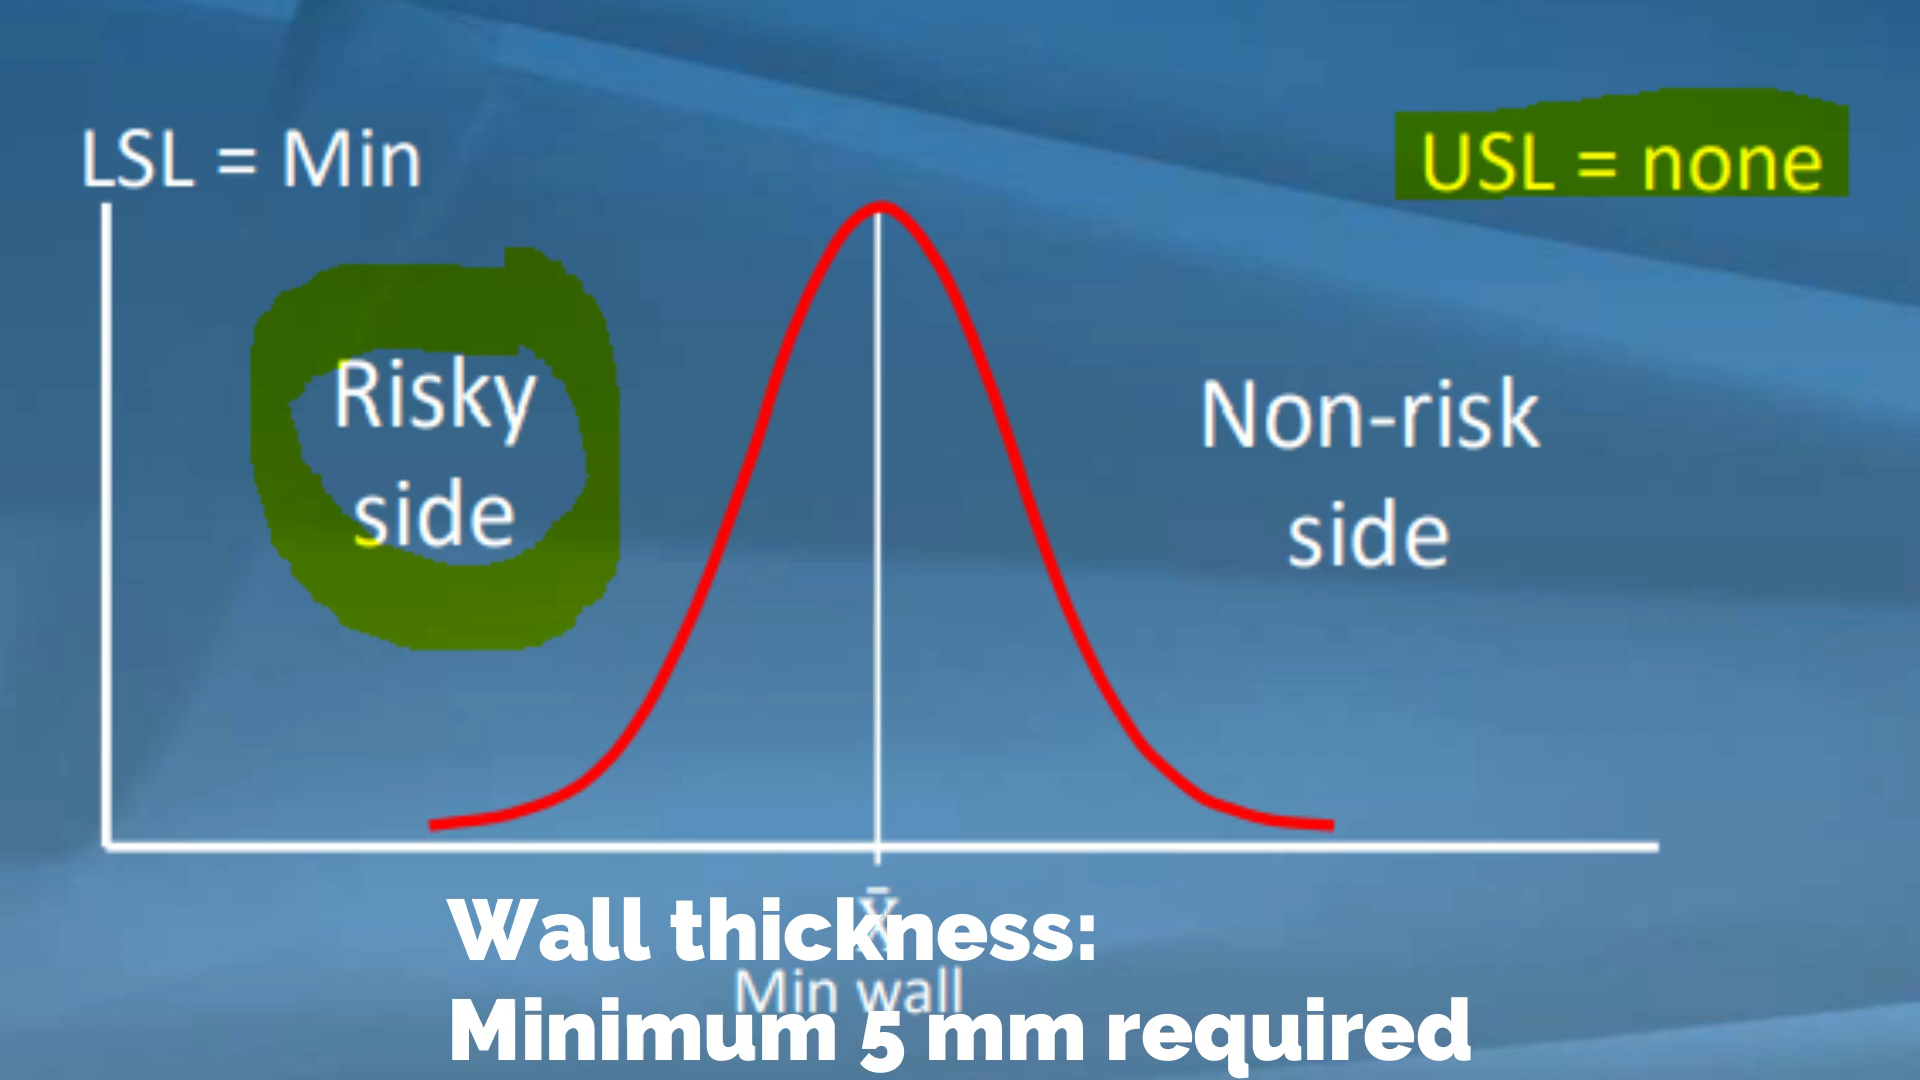 LSL = Min
USL = none
Risky
side
Non-risk
side
X̄
Wall thickness:
Min wall
Minimum 5 mm required